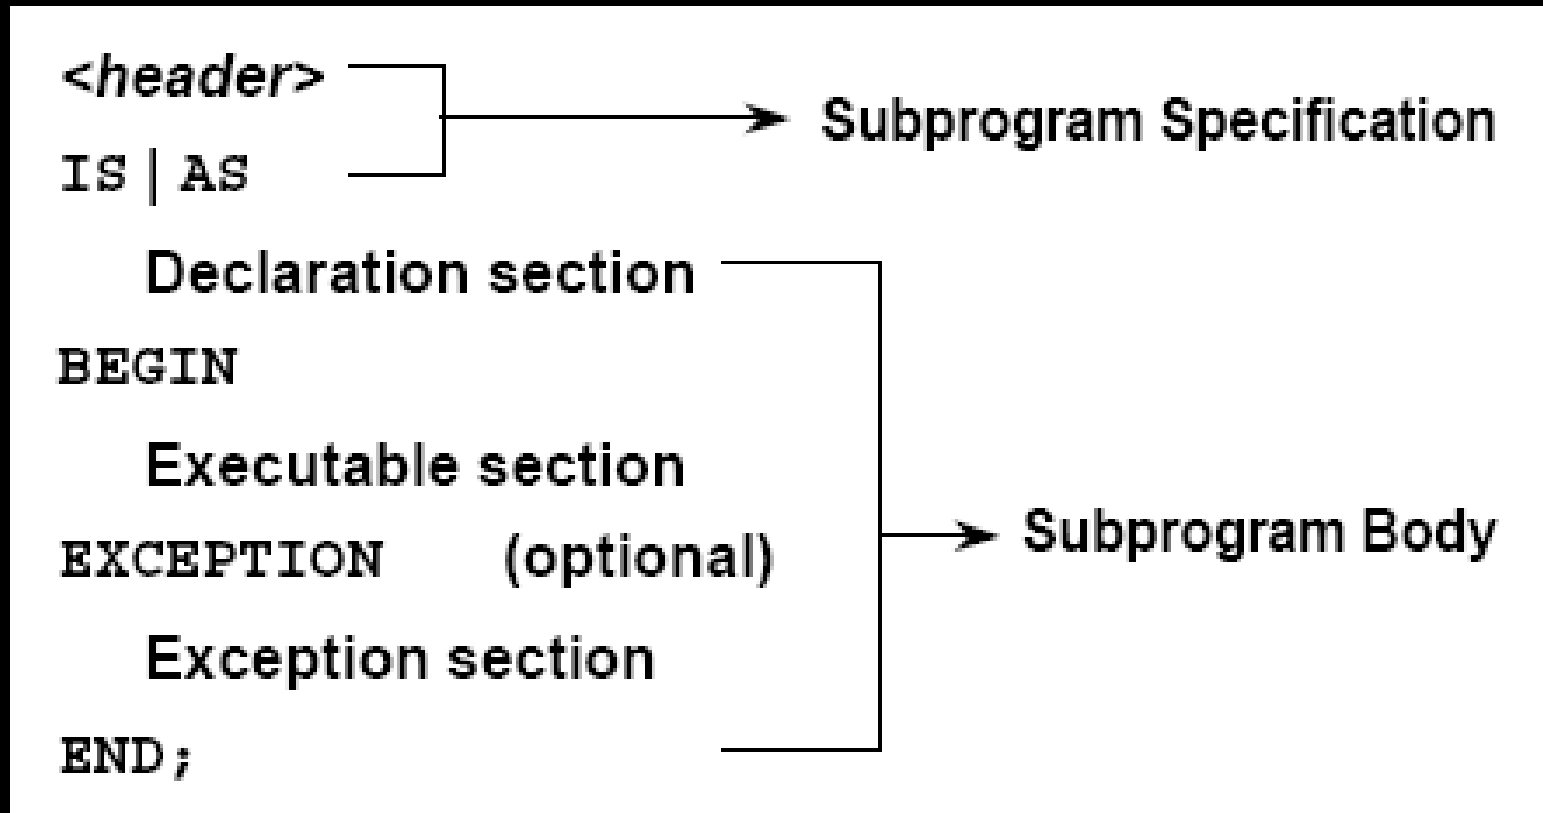 <header>
Subprogram Specification
IS | AS
Declaration section
BEGIN
Executable section
EXCEPTION (optional)
Subprogram Body
Exception section
END;